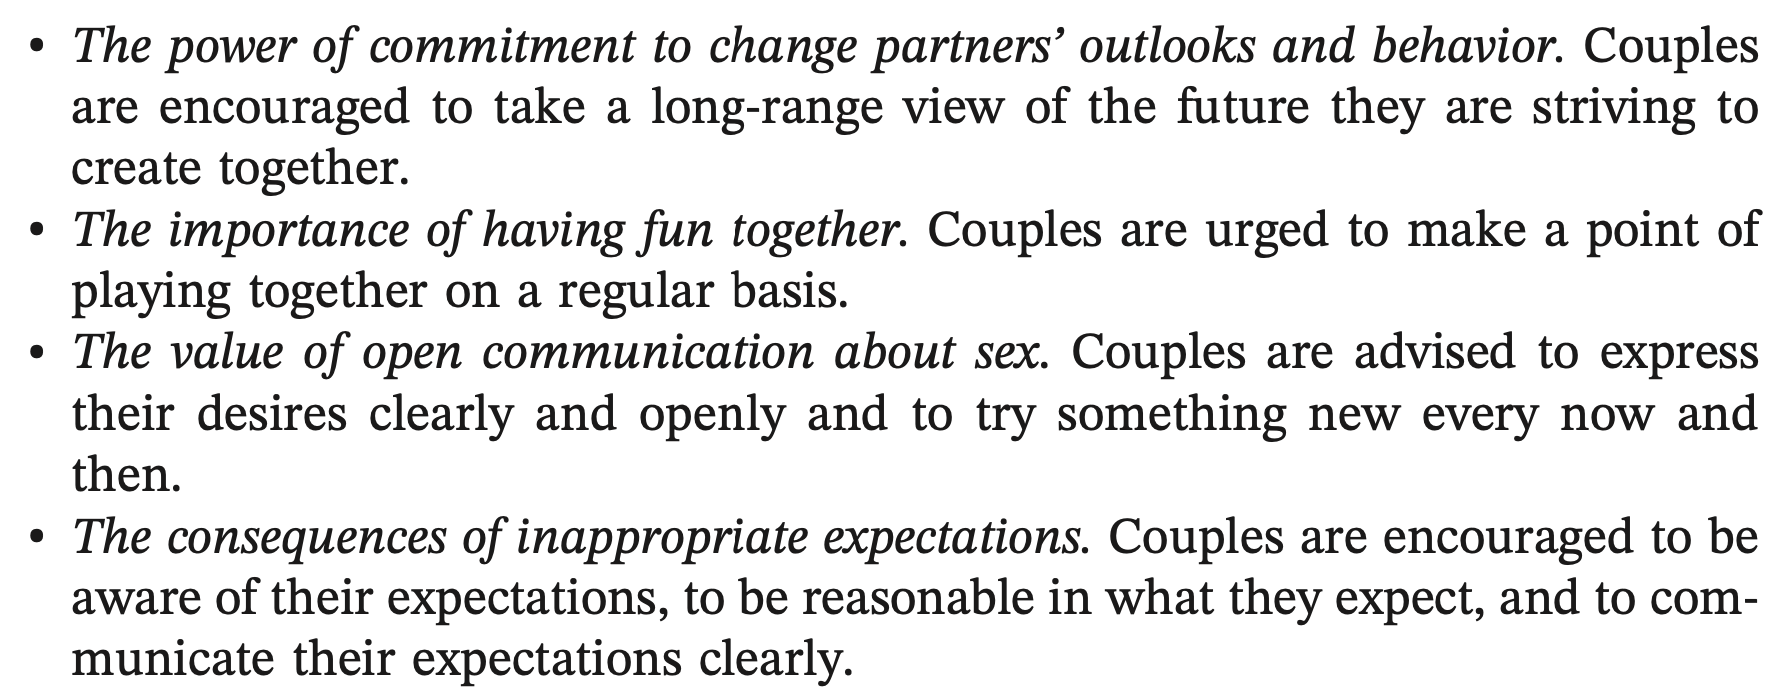 • The power of commitment to change partners’ outlooks and behavior. Couples
are encouraged to take a long-range view of the future they are striving to
create together.
• The importance of having fun together. Couples are urged to make a point of
playing together on a regular basis.
• The value of open communication about sex. Couples are advised to express
their desires clearly and openly and to try something new every now and
then.
• The consequences of inappropriate expectations. Couples are encouraged to be
aware of their expectations, to be reasonable in what they expect, and to com-
municate their expectations clearly.